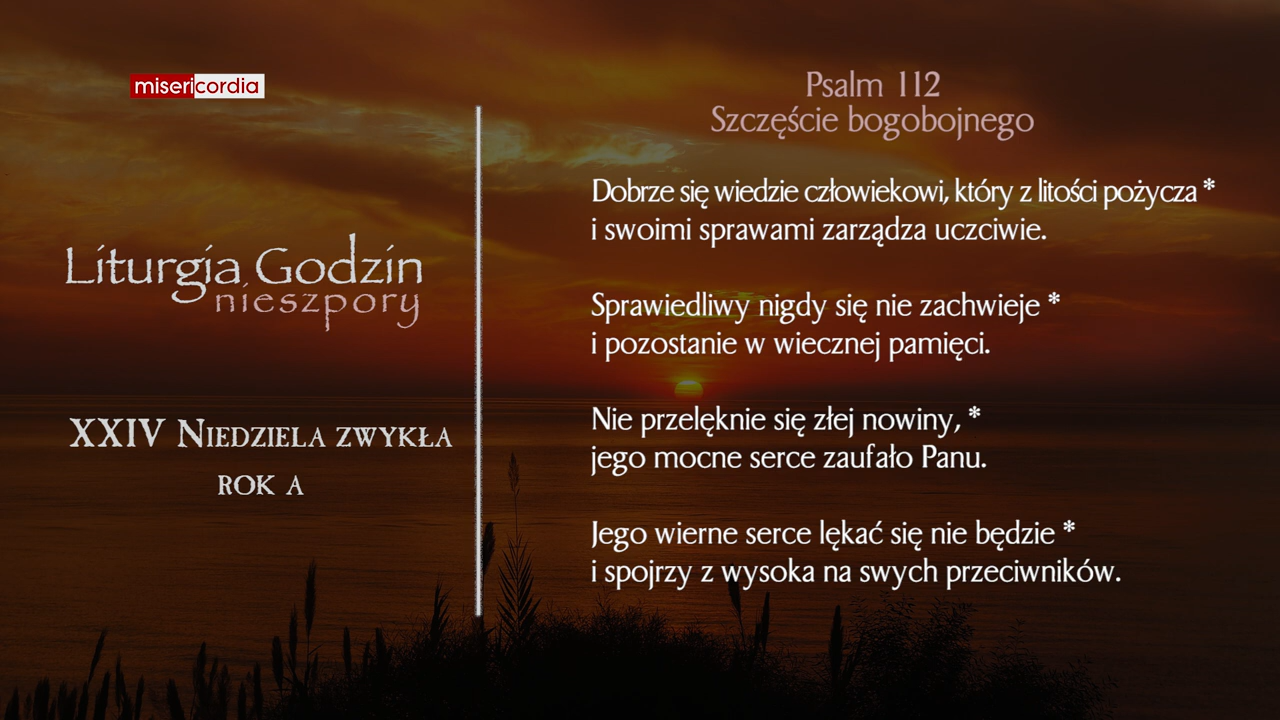 misericordia
Liturgia Godzin
nieszpory
XXIV Niedziela zwykła
rok A
Psalm 112
Szczęście bogobojnego
Dobrze się wiedzie człowiekowi, który z litości pożycza *
i swoimi sprawami zarządza uczciwie.
Sprawiedliwy nigdy się nie zachwieje *
i pozostanie w wiecznej pamięci.
Nie przelęknie się złej nowiny, *
jego mocne serce zaufało Panu.
Jego wierne serce lękać się nie będzie *
i spojrzy z wysoka na swych przeciwników.